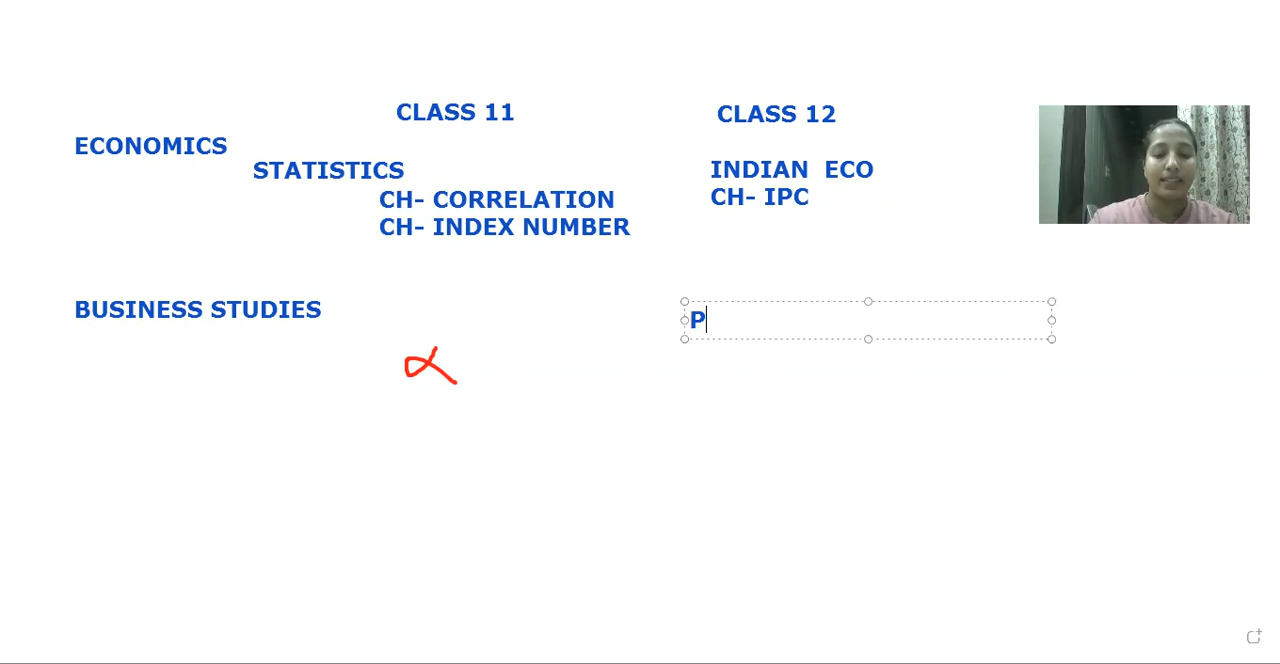 CLASS 11
CLASS 12
ECONOMICS
STATISTICS
INDIAN ECO
CH- CORRELATION
CH- IPC
CH- INDEX NUMBER
BUSINESS STUDIES
P